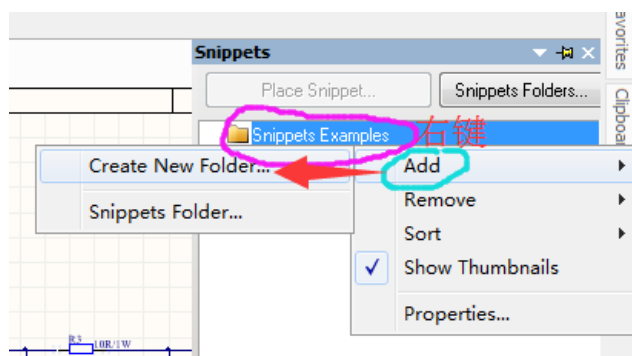 Snippets
Place Snippet...
Snippets Folders...
Snippets Examples
右键
Create New Folder...
Snippets Folder...
Add
Remove
Sort
Show Thumbnails
Properties...
avorites
Clipboa
R3
10R/1W